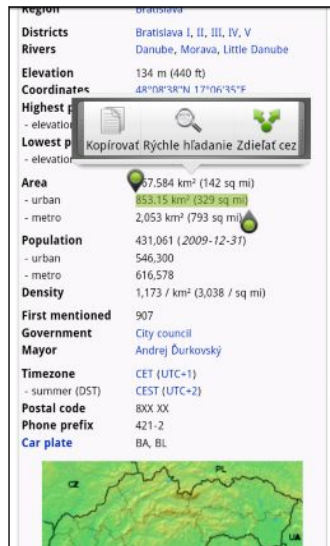 Region Bratislava
Districts Bratislava I, II, III, IV, V
Rivers Danube, Morava, Little Danube
Elevation 134 m (440 ft)
Coordinates 48°08′38″N 17°06′35″E
Highest p
- elevation
Lowest p
- elevation
Kopírovať Rýchle hľadanie Zdieľať cez
Area 67.584 km² (142 sq mi)
- urban 853.15 km² (329 sq mi)
- metro 2,053 km² (793 sq mi)
Population 431,061 (2009-12-31)
- urban 546,300
- metro 616,578
Density 1,173 / km² (3,038 / sq mi)
First mentioned 907
Government City council
Mayor Andrej Ďurkovský
Timezone CET (UTC+1)
- summer (DST) CEST (UTC+2)
Postal code 8XX XX
Phone prefix 421-2
Car plate BA, BL
CZ
PL
UA